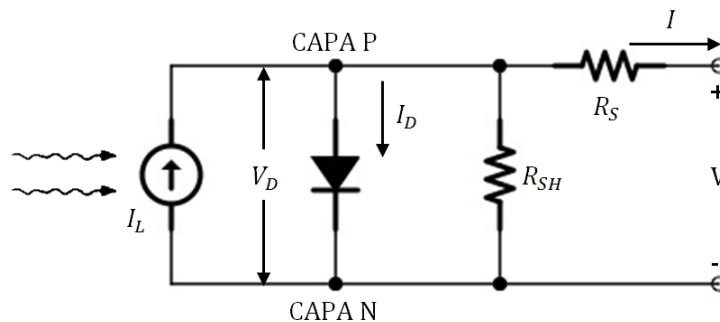 CAPA P
I
+
R_S
I_D
V_D
R_SH
V
I_L
-
CAPA N